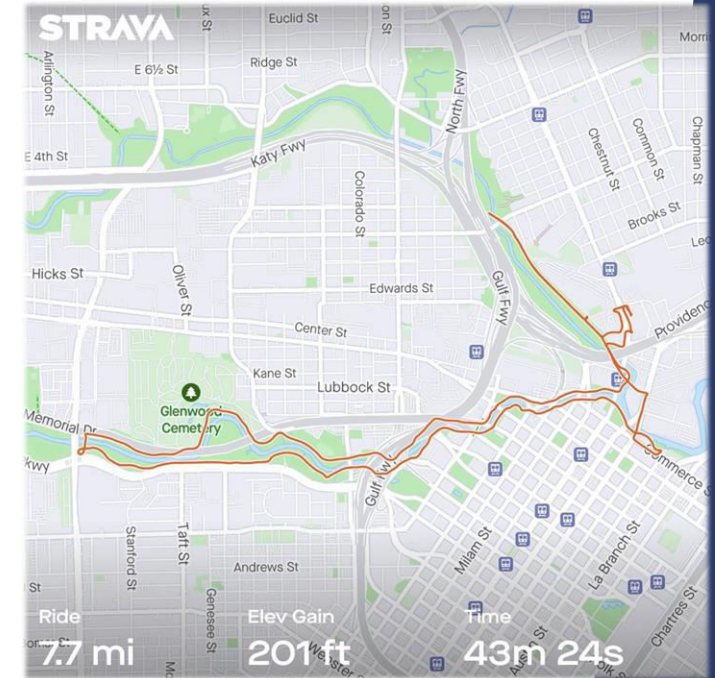 STRAVA
Euclid St
Ridge St
E 6½ St
Arlington St
North Fwy
Katy Fwy
E 4th St
Colorado St
Chestnut St
Common St
Chapman St
Brooks St
Hicks St
Oliver St
Edwards St
Gulf Fwy
Center St
Providenc
Kane St
Lubbock St
Glenwood
Cemetery
Memorial Dr
kwy
Gulf Fwy
Commerce S
Stanford St
Taft St
Milam St
La Branch St
Andrews St
Genesee St
Chartres St
St
Austin St
Webster S
Ride
Elev Gain
Time
7.7 mi
201 ft
43m 24s